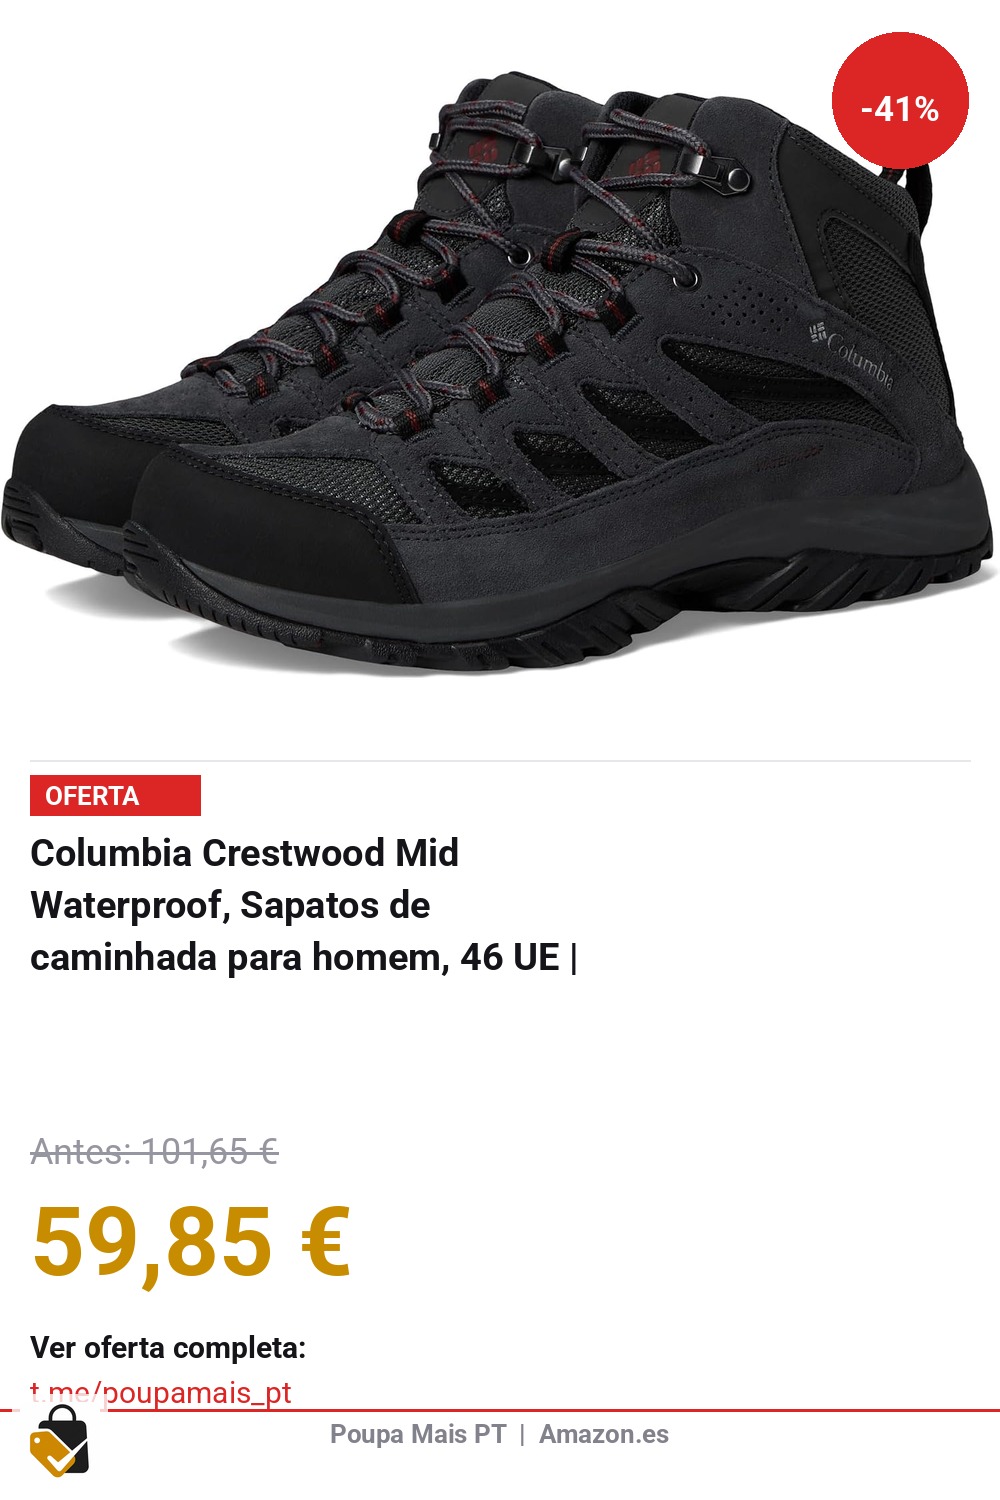 -41%
Columbia
OFERTA
Columbia Crestwood Mid
Waterproof, Sapatos de
caminhada para homem, 46 UE |
Antes: 101,65 €
59,85 €
Ver oferta completa:
t.me/poupamais_pt
Poupa Mais PT | Amazon.es